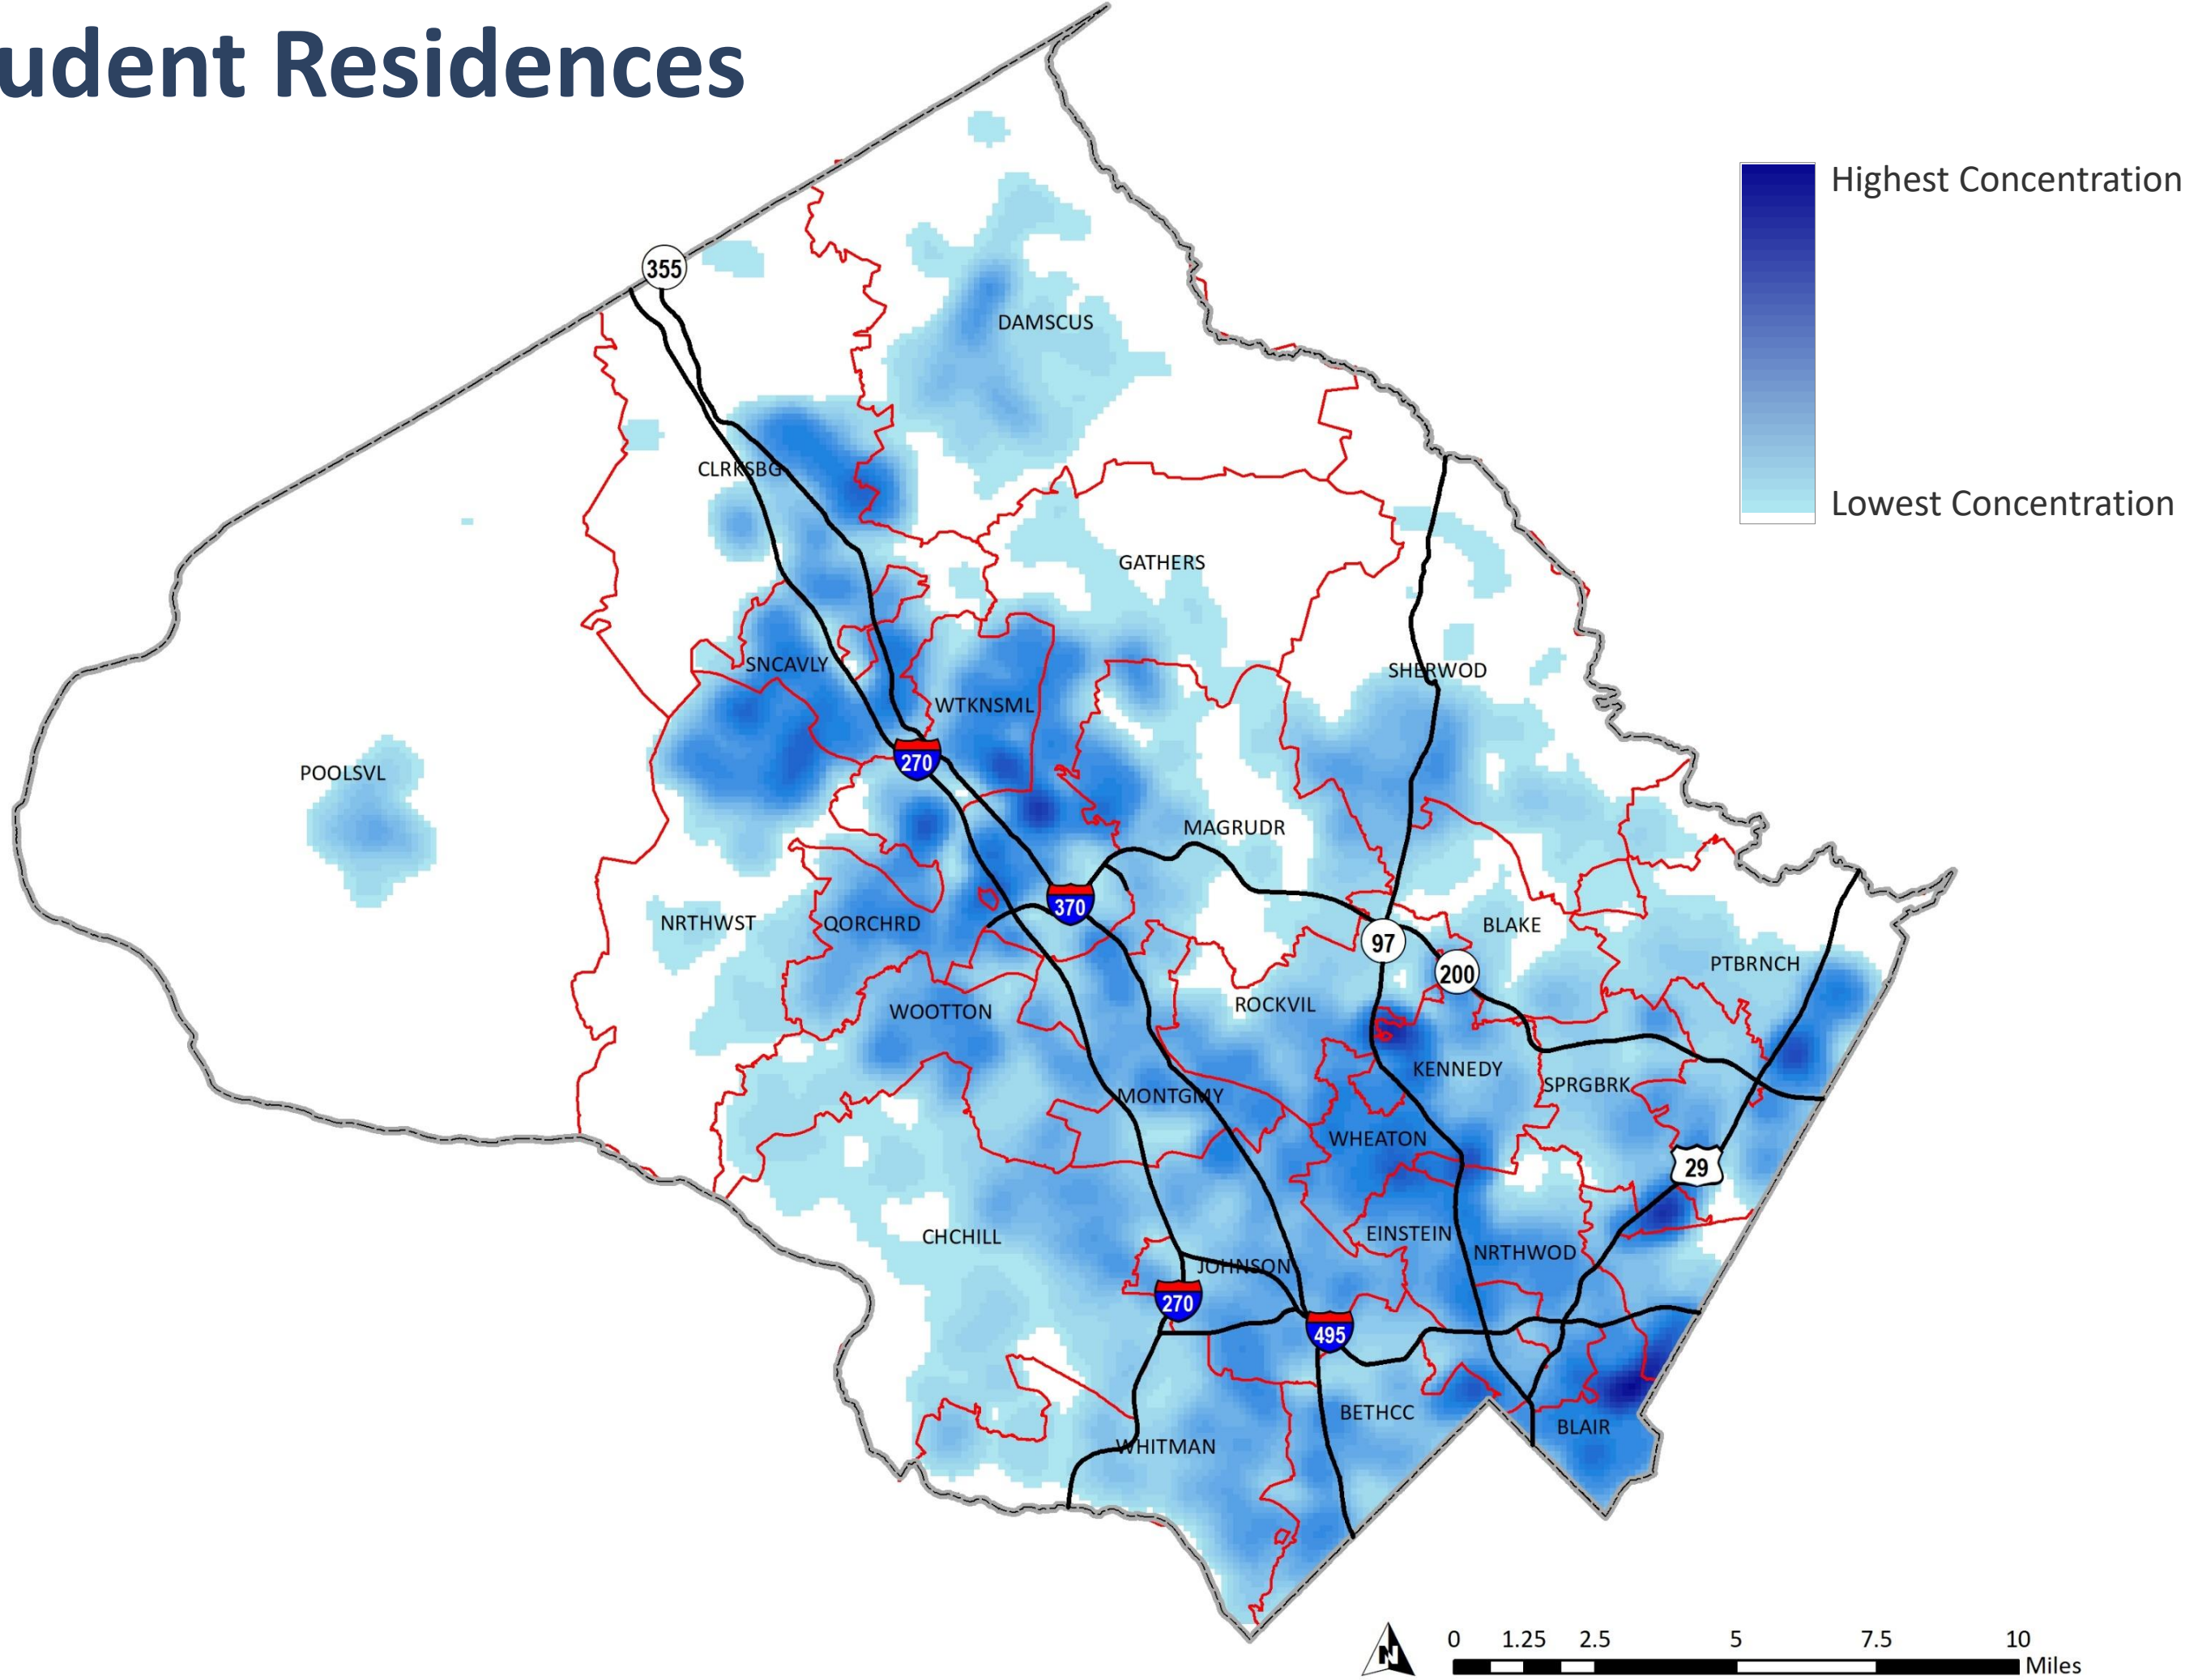 udent Residences
Highest Concentration
Lowest Concentration
355
DAMSCUS
CLRKSBG
GATHERS
SNCAVLY
SHERWOD
WTKNSML
270
POOLSVL
MAGRUDR
370
NRTHWST
QORCHRD
BLAKE
97
PTBRNCH
200
WOOTTON
ROCKVIL
KENNEDY
SPRGBRK
MONTGMY
WHEATON
29
CHCHILL
EINSTEIN
NRTHWOD
JOHNSON
270
495
BETHCC
BLAIR
WHITMAN
N
0 1.25 2.5 5 7.5 10
Miles